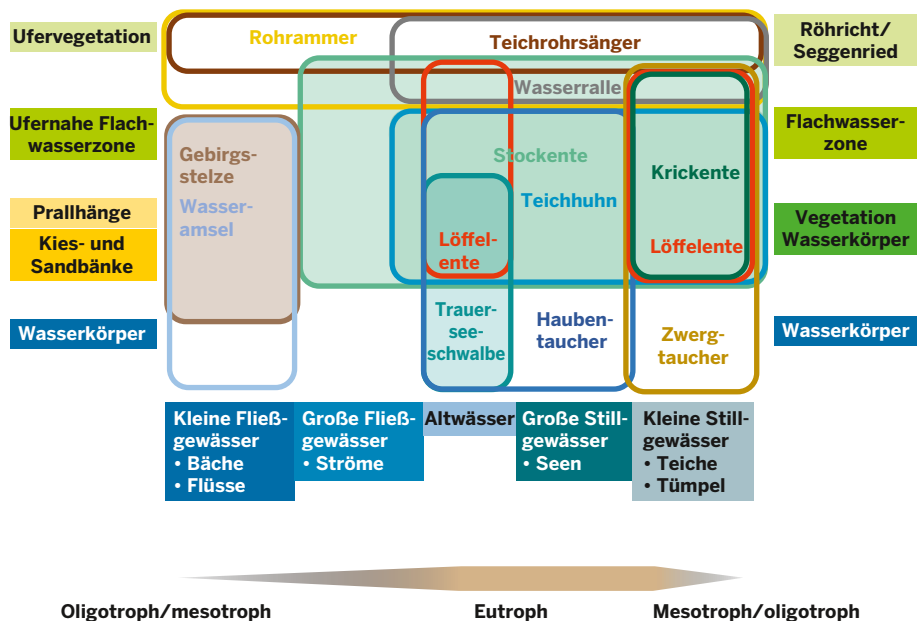 Ufervegetation
Rohrammer
Teichrohrsänger
Röhricht/
Seggenried
Wasserralle
Ufernahe Flach-
wasserzone
Flachwasser-
zone
Gebirgs-
stelze
Wasser-
amsel
Stockente
Teichhuhn
Krickente
Löffelente
Löffel-
ente
Prallhänge
Kies- und
Sandbänke
Vegetation
Wasserkörper
Wasserkörper
Trauer-
see-
schwalbe
Hauben-
taucher
Zwerg-
taucher
Wasserkörper
Kleine Fließ-
gewässer
• Bäche
• Flüsse
Große Fließ-
gewässer
• Ströme
Altwässer
Große Still-
gewässer
• Seen
Kleine Still-
gewässer
• Teiche
• Tümpel
Oligotroph/mesotroph
Eutroph
Mesotroph/oligotroph